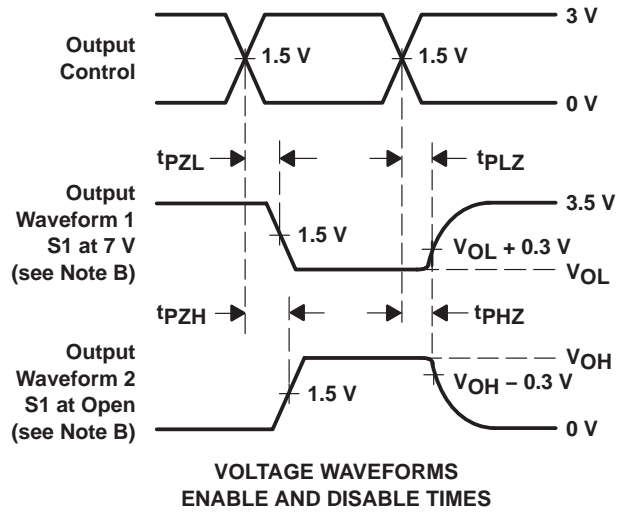 3 V
Output
Control
1.5 V
1.5 V
0 V
tPZL
tPLZ
Output
Waveform 1
S1 at 7 V
(see Note B)
3.5 V
1.5 V
VOL + 0.3 V
VOL
tPZH
tPHZ
Output
Waveform 2
S1 at Open
(see Note B)
VOH
1.5 V
VOH − 0.3 V
0 V
VOLTAGE WAVEFORMS
ENABLE AND DISABLE TIMES